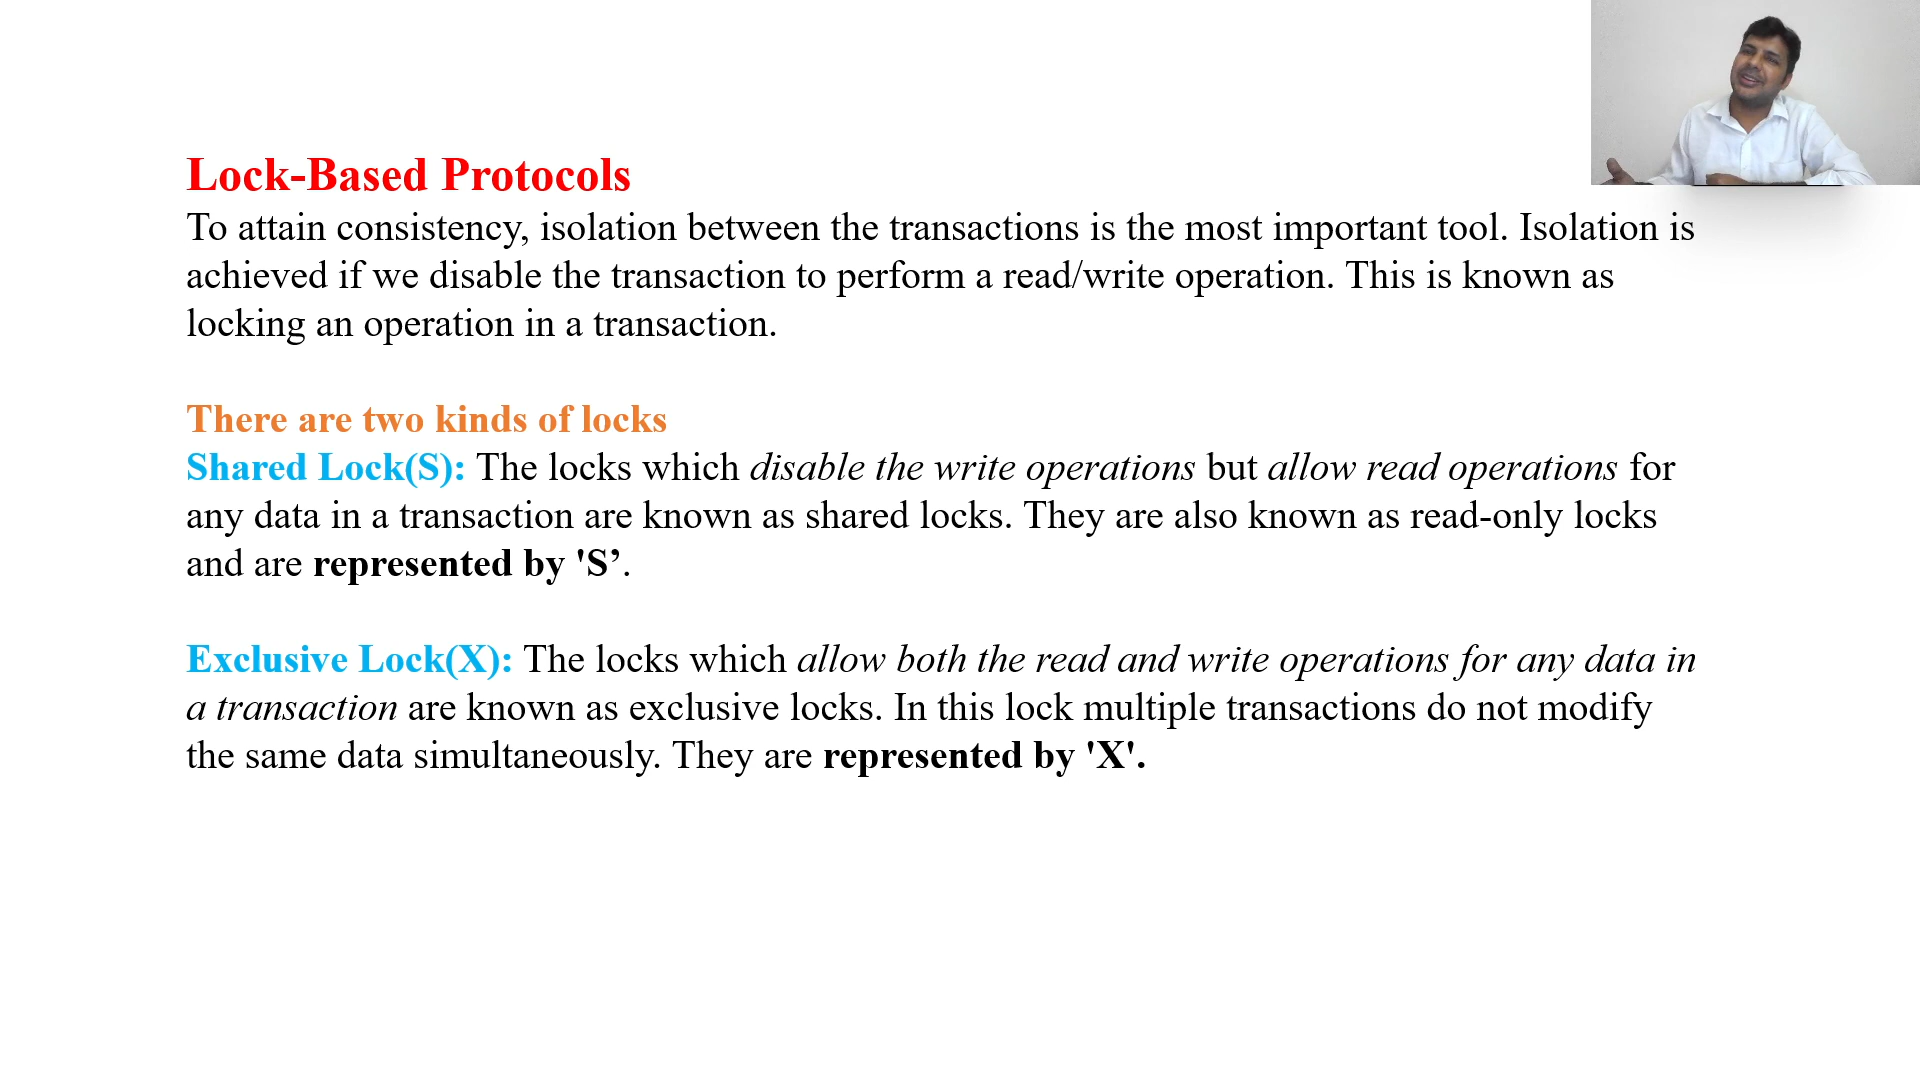 Lock-Based Protocols
To attain consistency, isolation between the transactions is the most important tool. Isolation is
achieved if we disable the transaction to perform a read/write operation. This is known as
locking an operation in a transaction.
There are two kinds of locks
Shared Lock(S): The locks which disable the write operations but allow read operations for
any data in a transaction are known as shared locks. They are also known as read-only locks
and are represented by 'S’.
Exclusive Lock(X): The locks which allow both the read and write operations for any data in
a transaction are known as exclusive locks. In this lock multiple transactions do not modify
the same data simultaneously. They are represented by 'X'.